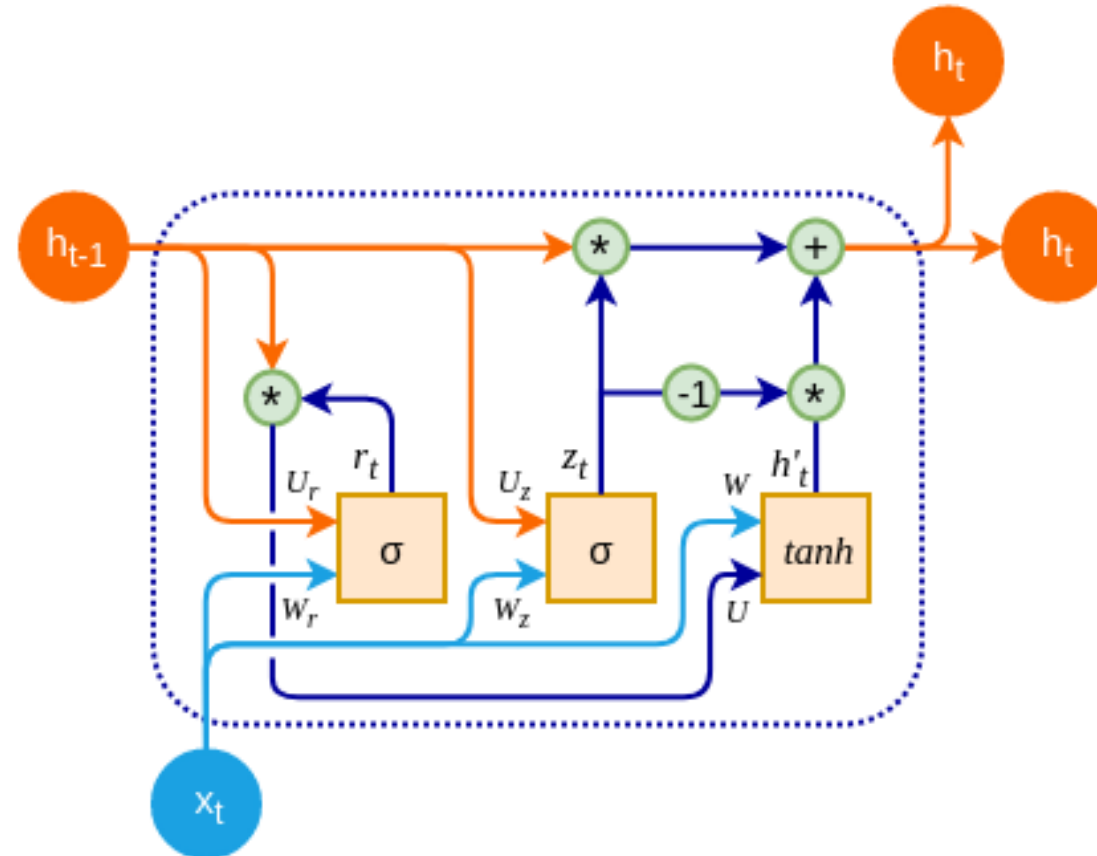 h_t
h_{t-1}
*
+
h_t
*
-1
*
r_t
z_t
h'_t
U_r
U_z
W
σ
σ
tanh
W_r
W_z
U
x_t